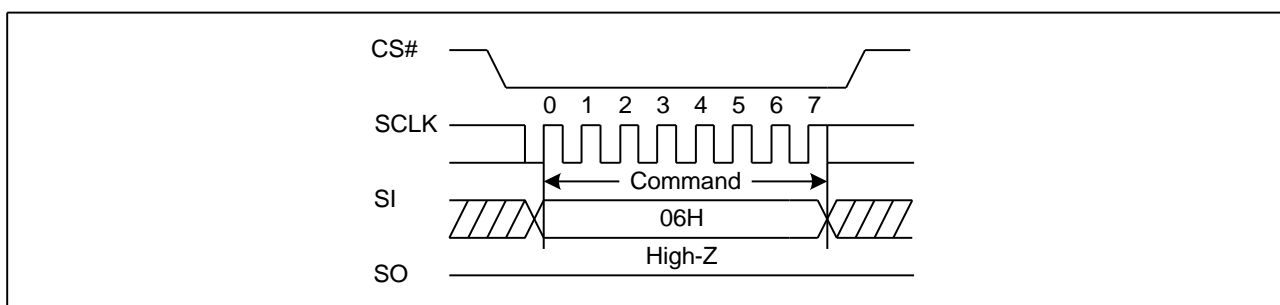 CS#
0 1 2 3 4 5 6 7
SCLK
Command
SI
06H
High-Z
SO